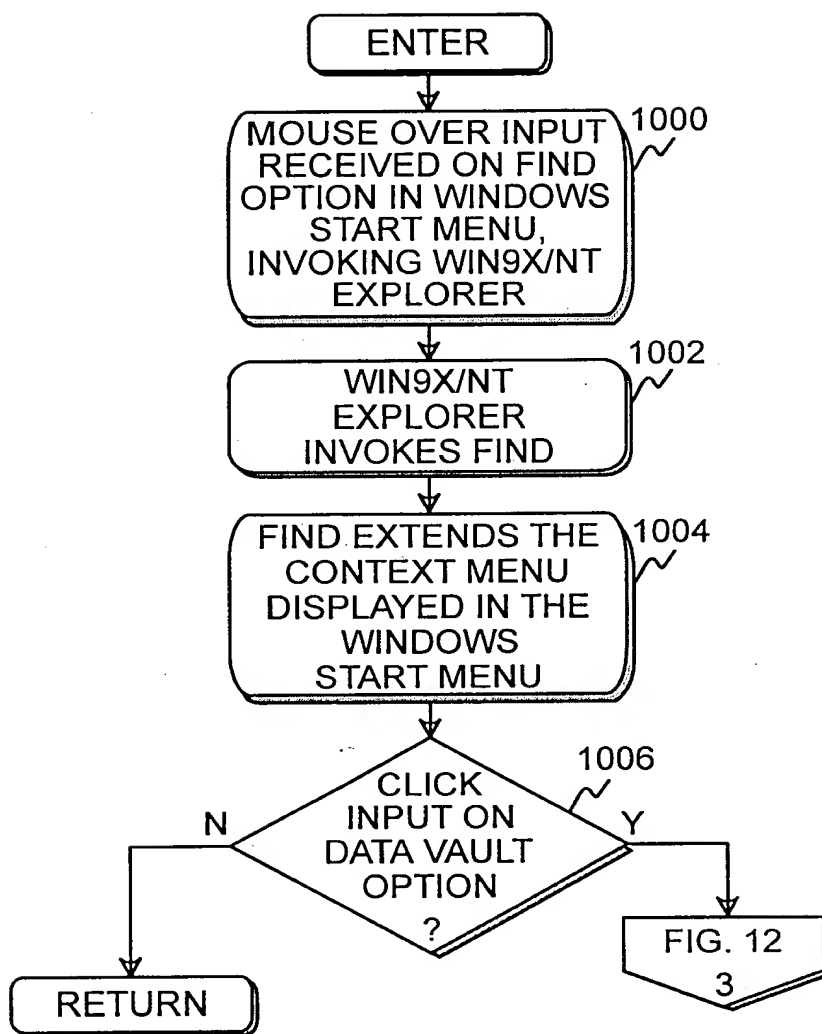 ENTER
1000
MOUSE OVER INPUT
RECEIVED ON FIND
OPTION IN WINDOWS
START MENU,
INVOKING WIN9X/NT
EXPLORER
1002
WIN9X/NT
EXPLORER
INVOKES FIND
1004
FIND EXTENDS THE
CONTEXT MENU
DISPLAYED IN THE
WINDOWS
START MENU
1006
CLICK
INPUT ON
DATA VAULT
OPTION
?
N
Y
RETURN
FIG. 12
3